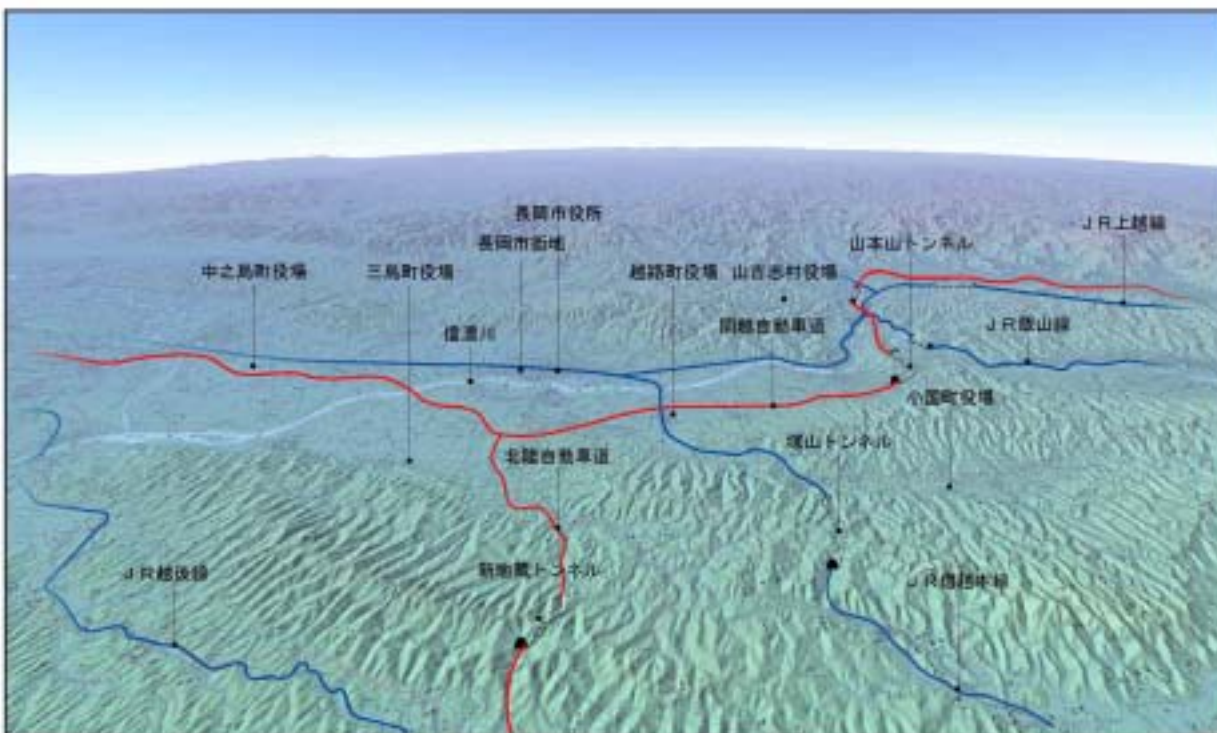 長岡市役所
長岡市街地
JR上越線
山本山トンネル
中之島町役場
三島町役場
越路町役場
山古志村役場
信濃川
関越自動車道
JR飯山線
小国町役場
塚山トンネル
北陸自動車道
JR越後線
新地蔵トンネル
JR信越本線